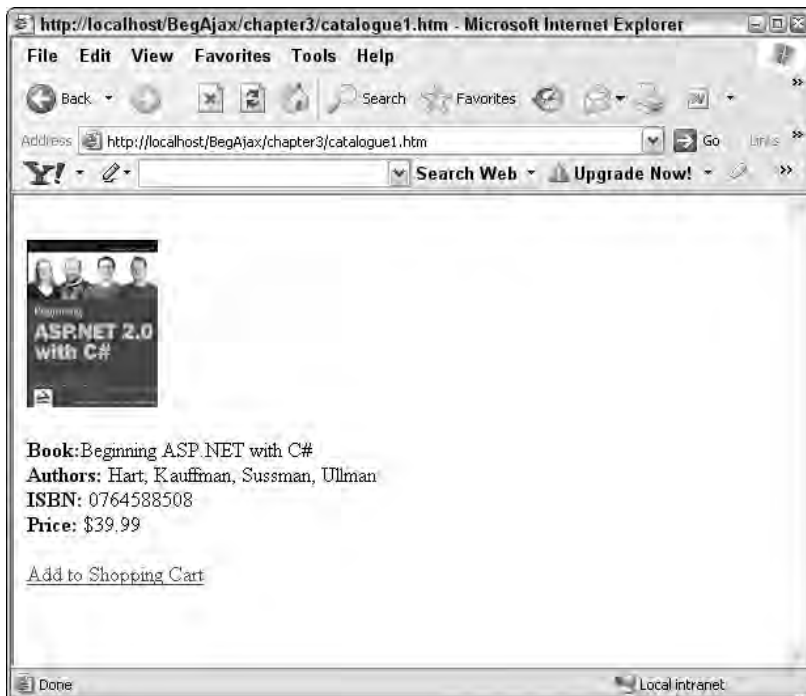 http://localhost/BegAjax/chapter3/catalogue1.htm - Microsoft Internet Explorer
File Edit View Favorites Tools Help
Back Search Favorites
Address http://localhost/BegAjax/chapter3/catalogue1.htm Go Links
Y! Search Web Upgrade Now!
Beginning
ASP.NET 2.0
with C#
Book:Beginning ASP.NET with C#
Authors: Hart, Kauffman, Sussman, Ullman
ISBN: 0764588508
Price: $39.99
Add to Shopping Cart
Done Local intranet